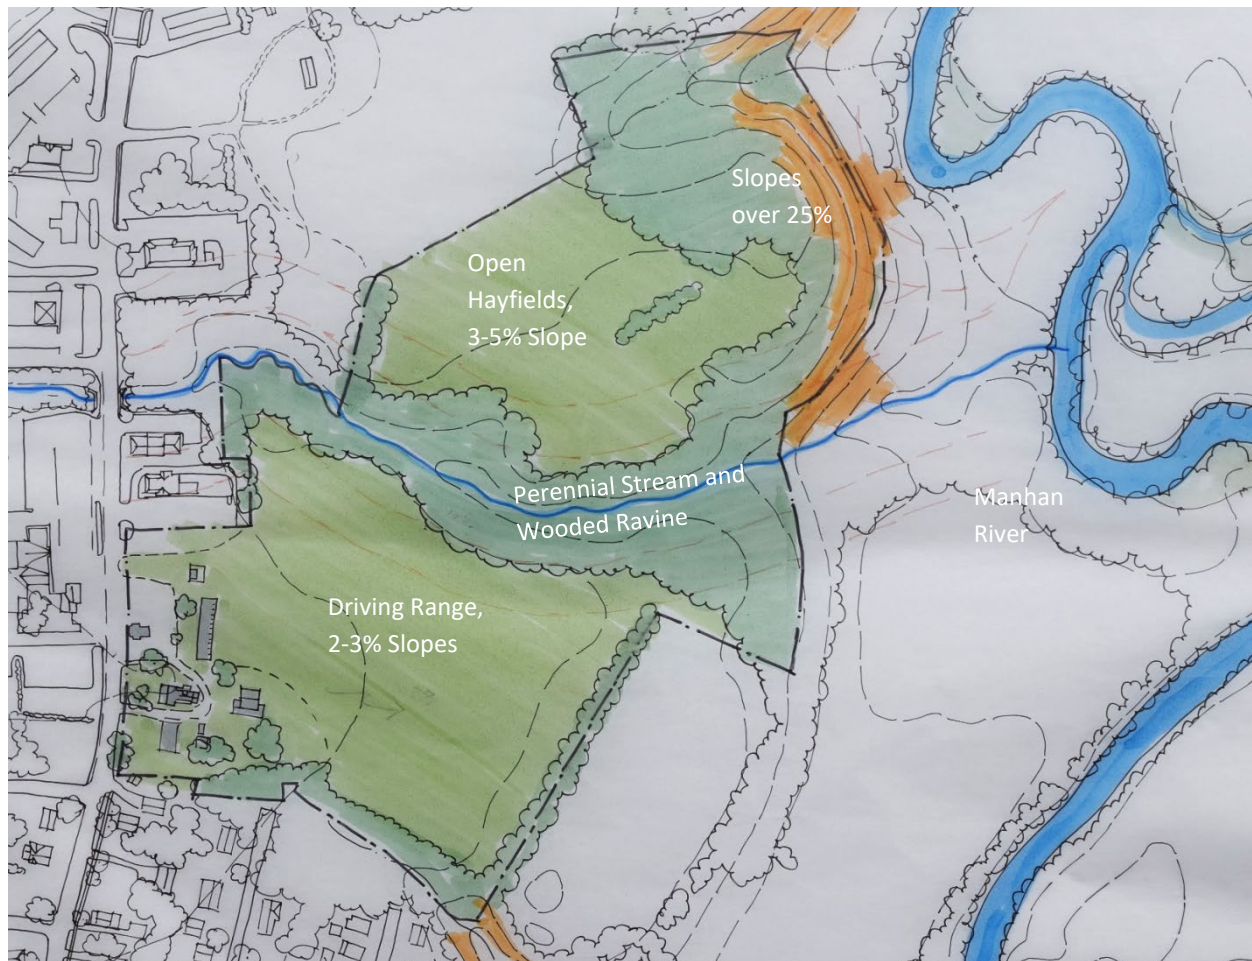 Slopes
over 25%
Open
Hayfields,
3-5% Slope
Perennial Stream and
Wooded Ravine
Manhan
River
Driving Range,
2-3% Slopes